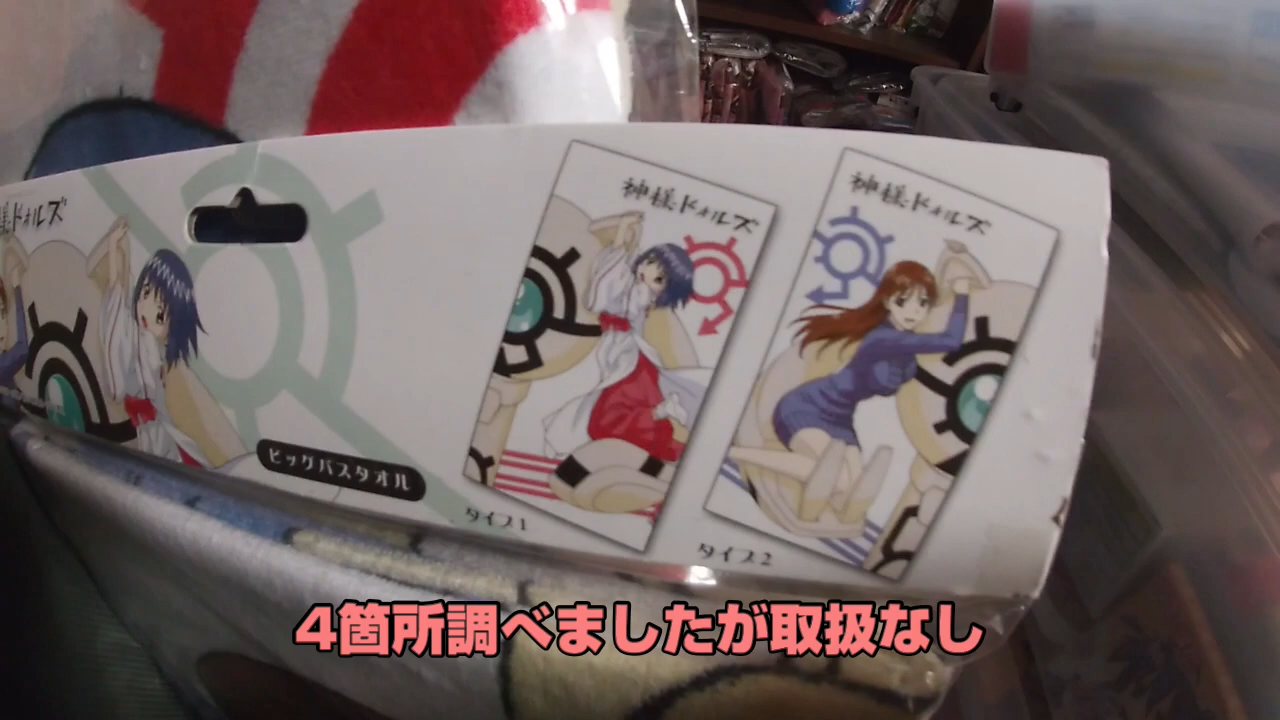 様ドォルズ
神様ドォルズ
神様ドォルズ
ビッグバスタオル
タイプ1
タイプ2
4箇所調べましたが取扱なし